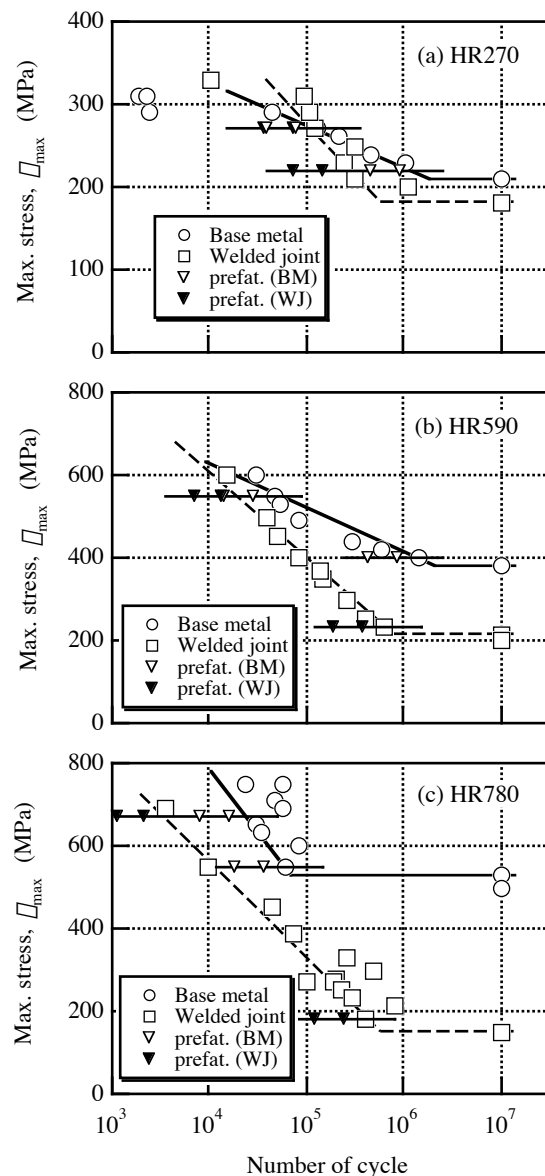 400
(a) HR270
300
200
100
0
Max. stress, □max (MPa)
Base metal
Welded joint
prefat. (BM)
prefat. (WJ)
800
(b) HR590
600
400
200
0
Max. stress, □max (MPa)
Base metal
Welded joint
prefat. (BM)
prefat. (WJ)
800
(c) HR780
600
400
200
0
Max. stress, □max (MPa)
Base metal
Welded joint
prefat. (BM)
prefat. (WJ)
10³ 10⁴ 10⁵ 10⁶ 10⁷
Number of cycle